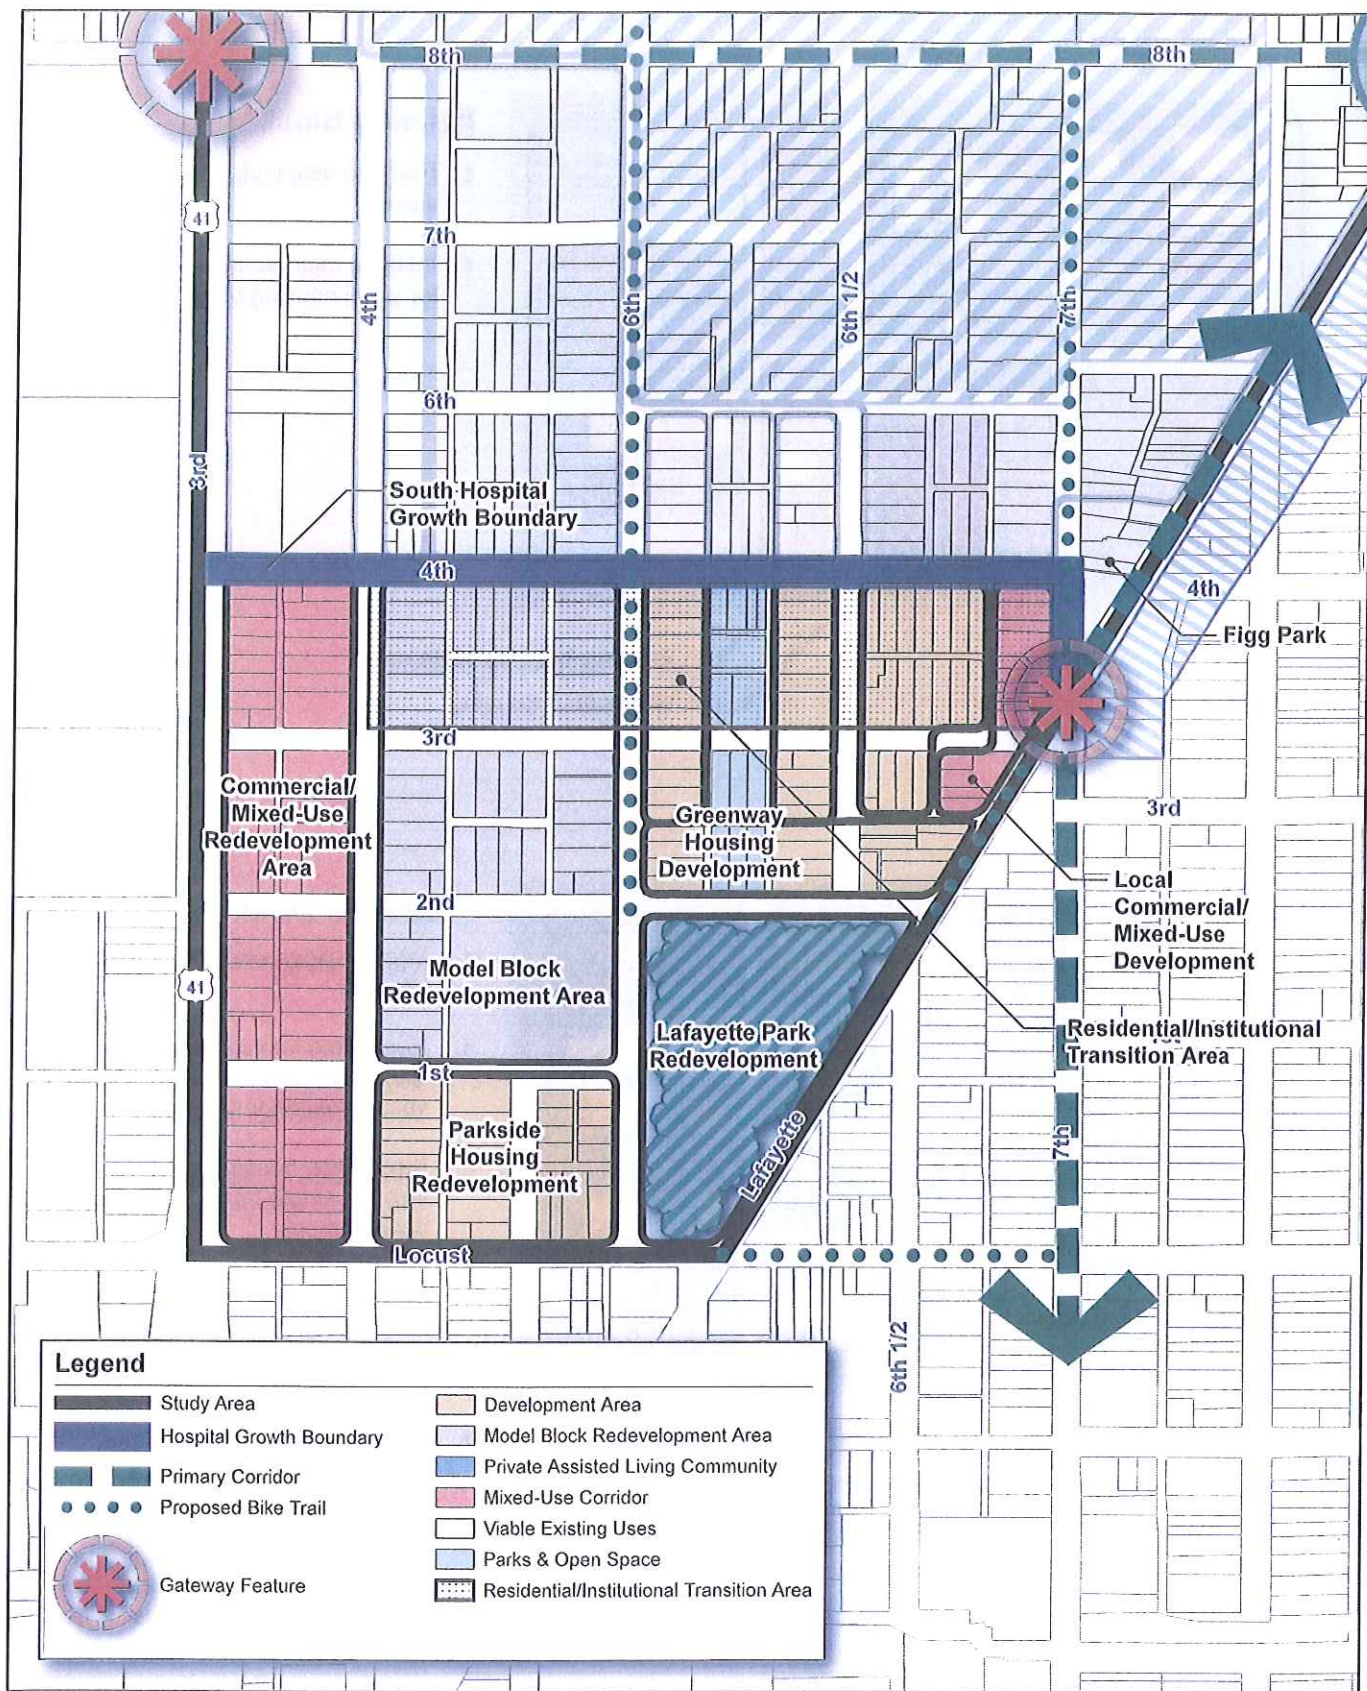 8th
8th
41
7th
4th
6th
6th 1/2
7th
6th
3rd
South Hospital
Growth Boundary
4th
4th
Figg Park
3rd
Commercial/
Mixed-Use
Redevelopment
Area
Greenway
Housing
Development
3rd
Local
Commercial/
Mixed-Use
Development
2nd
Model Block
Redevelopment Area
41
Lafayette Park
Redevelopment
Residential/Institutional
Transition Area
1st
Parkside
Housing
Redevelopment
Lafayette
7th
Locust
6th 1/2
Legend
Study Area
Hospital Growth Boundary
Primary Corridor
Proposed Bike Trail
Gateway Feature
Development Area
Model Block Redevelopment Area
Private Assisted Living Community
Mixed-Use Corridor
Viable Existing Uses
Parks & Open Space
Residential/Institutional Transition Area